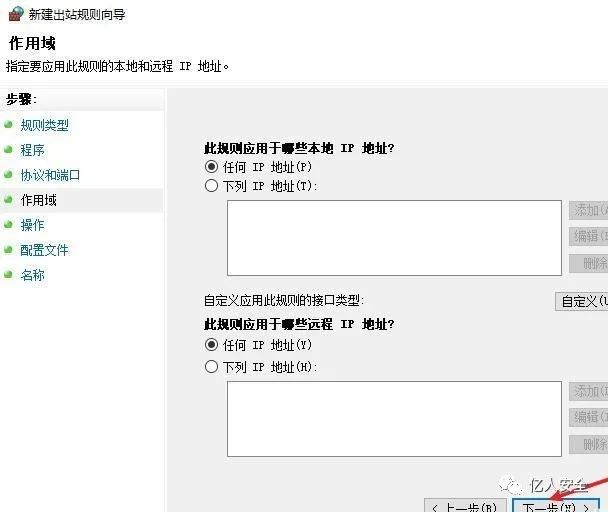 新建出站规则向导
作用域
指定要应用此规则的本地和远程 IP 地址。
步骤:
规则类型
程序
协议和端口
作用域
操作
配置文件
名称
此规则应用于哪些本地 IP 地址?
任何 IP 地址(P)
下列 IP 地址(T):
添加(A
编辑(E
删除
自定义应用此规则的接口类型:
自定义(U
此规则应用于哪些远程 IP 地址?
任何 IP 地址(Y)
下列 IP 地址(H):
添加(I
编辑(I
删除
亿人安全
< 上一步(B)
下一步(N) >